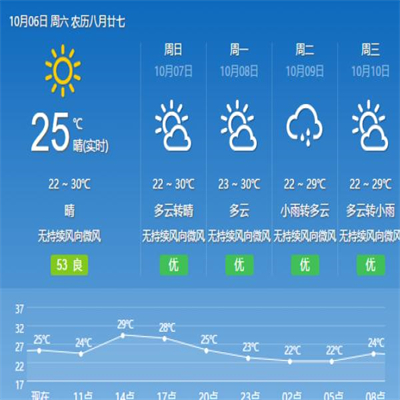 10月06日 周六 农历八月廿七
25℃
晴(实时)
22 ~ 30℃
晴
无持续风向微风
53 良
周日
10月07日
22 ~ 30℃
多云转晴
无持续风向微风
优
周一
10月08日
23 ~ 30℃
多云
无持续风向微风
优
周二
10月09日
22 ~ 29℃
小雨转多云
无持续风向微风
优
周三
10月10日
22 ~ 29℃
多云转小雨
无持续风向微风
优
37
32
27
22
17
25℃ 24℃ 29℃ 28℃ 25℃ 23℃ 22℃ 22℃ 24℃
现在 11点 14点 17点 20点 23点 02点 05点 08点